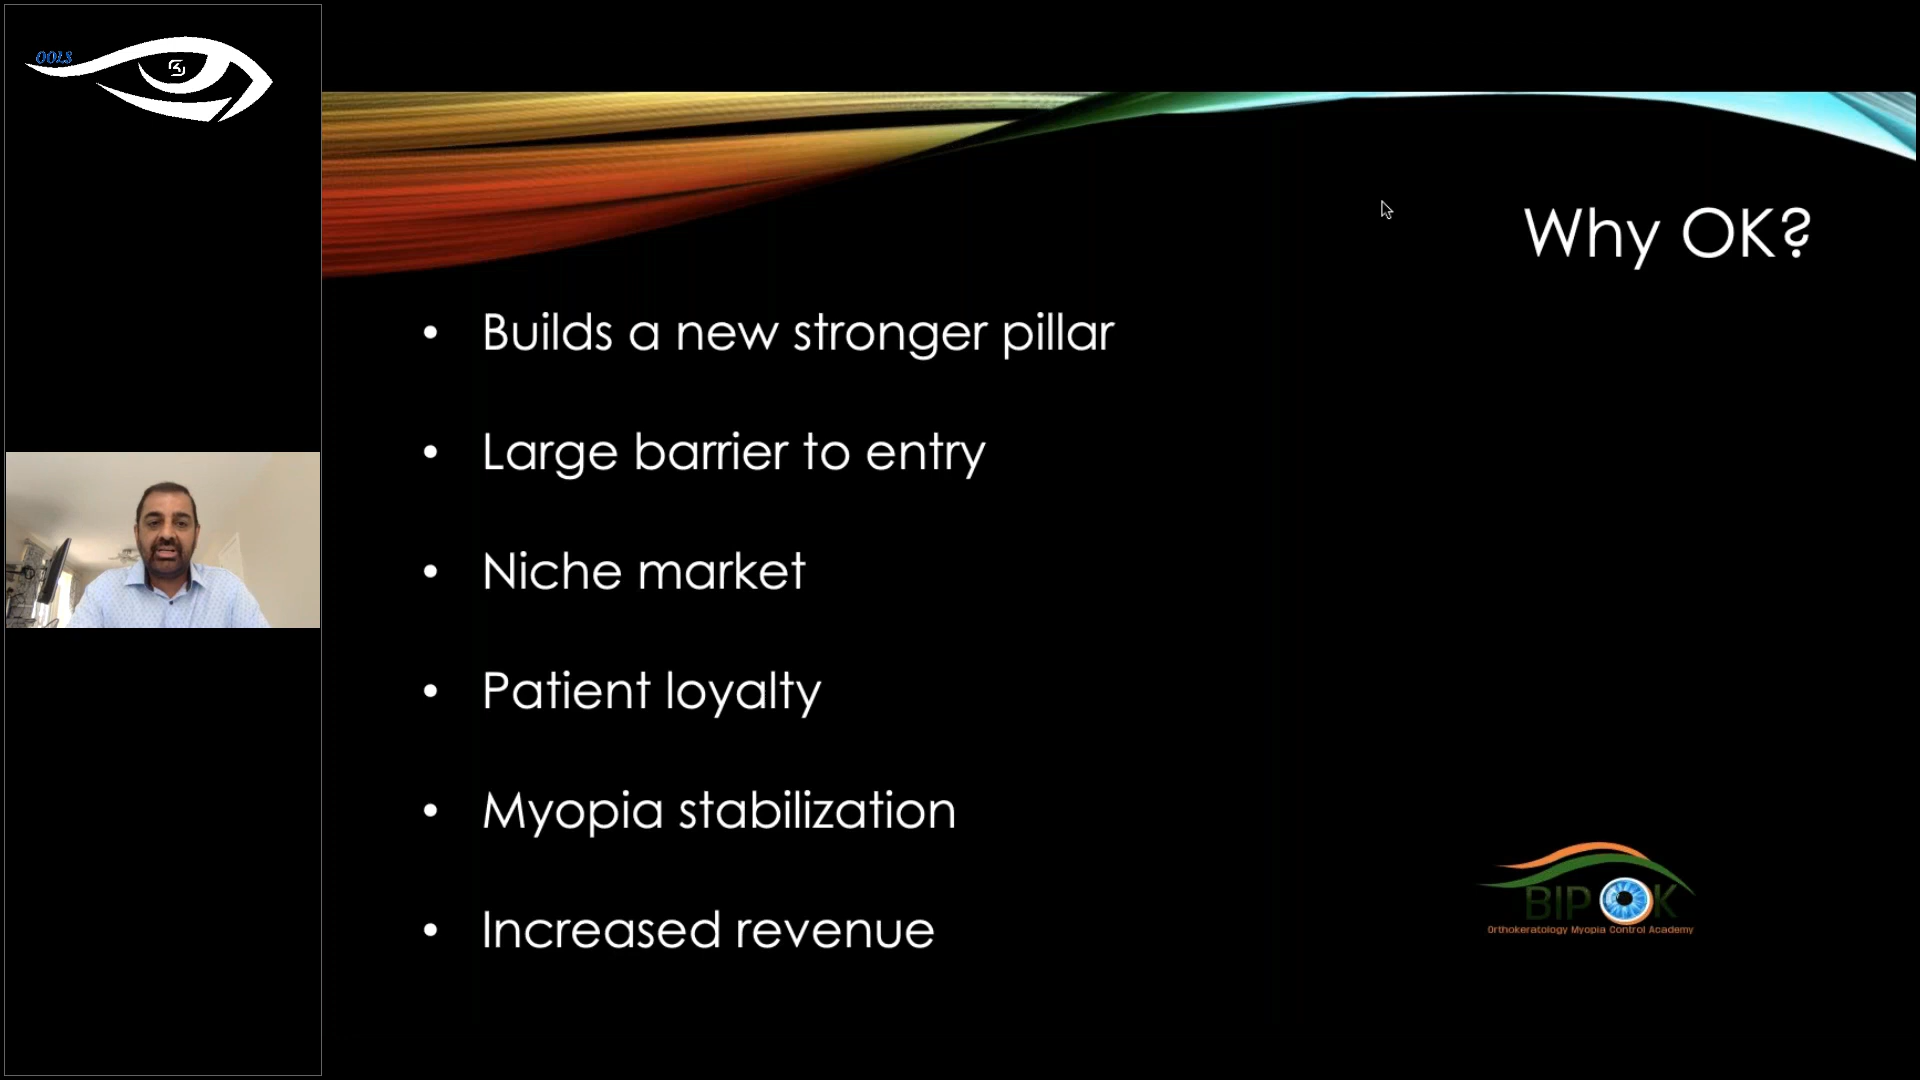 OOLS
Why OK?
• Builds a new stronger pillar
• Large barrier to entry
• Niche market
• Patient loyalty
• Myopia stabilization
• Increased revenue
BIPOK
Orthokeratology Myopia Control Academy